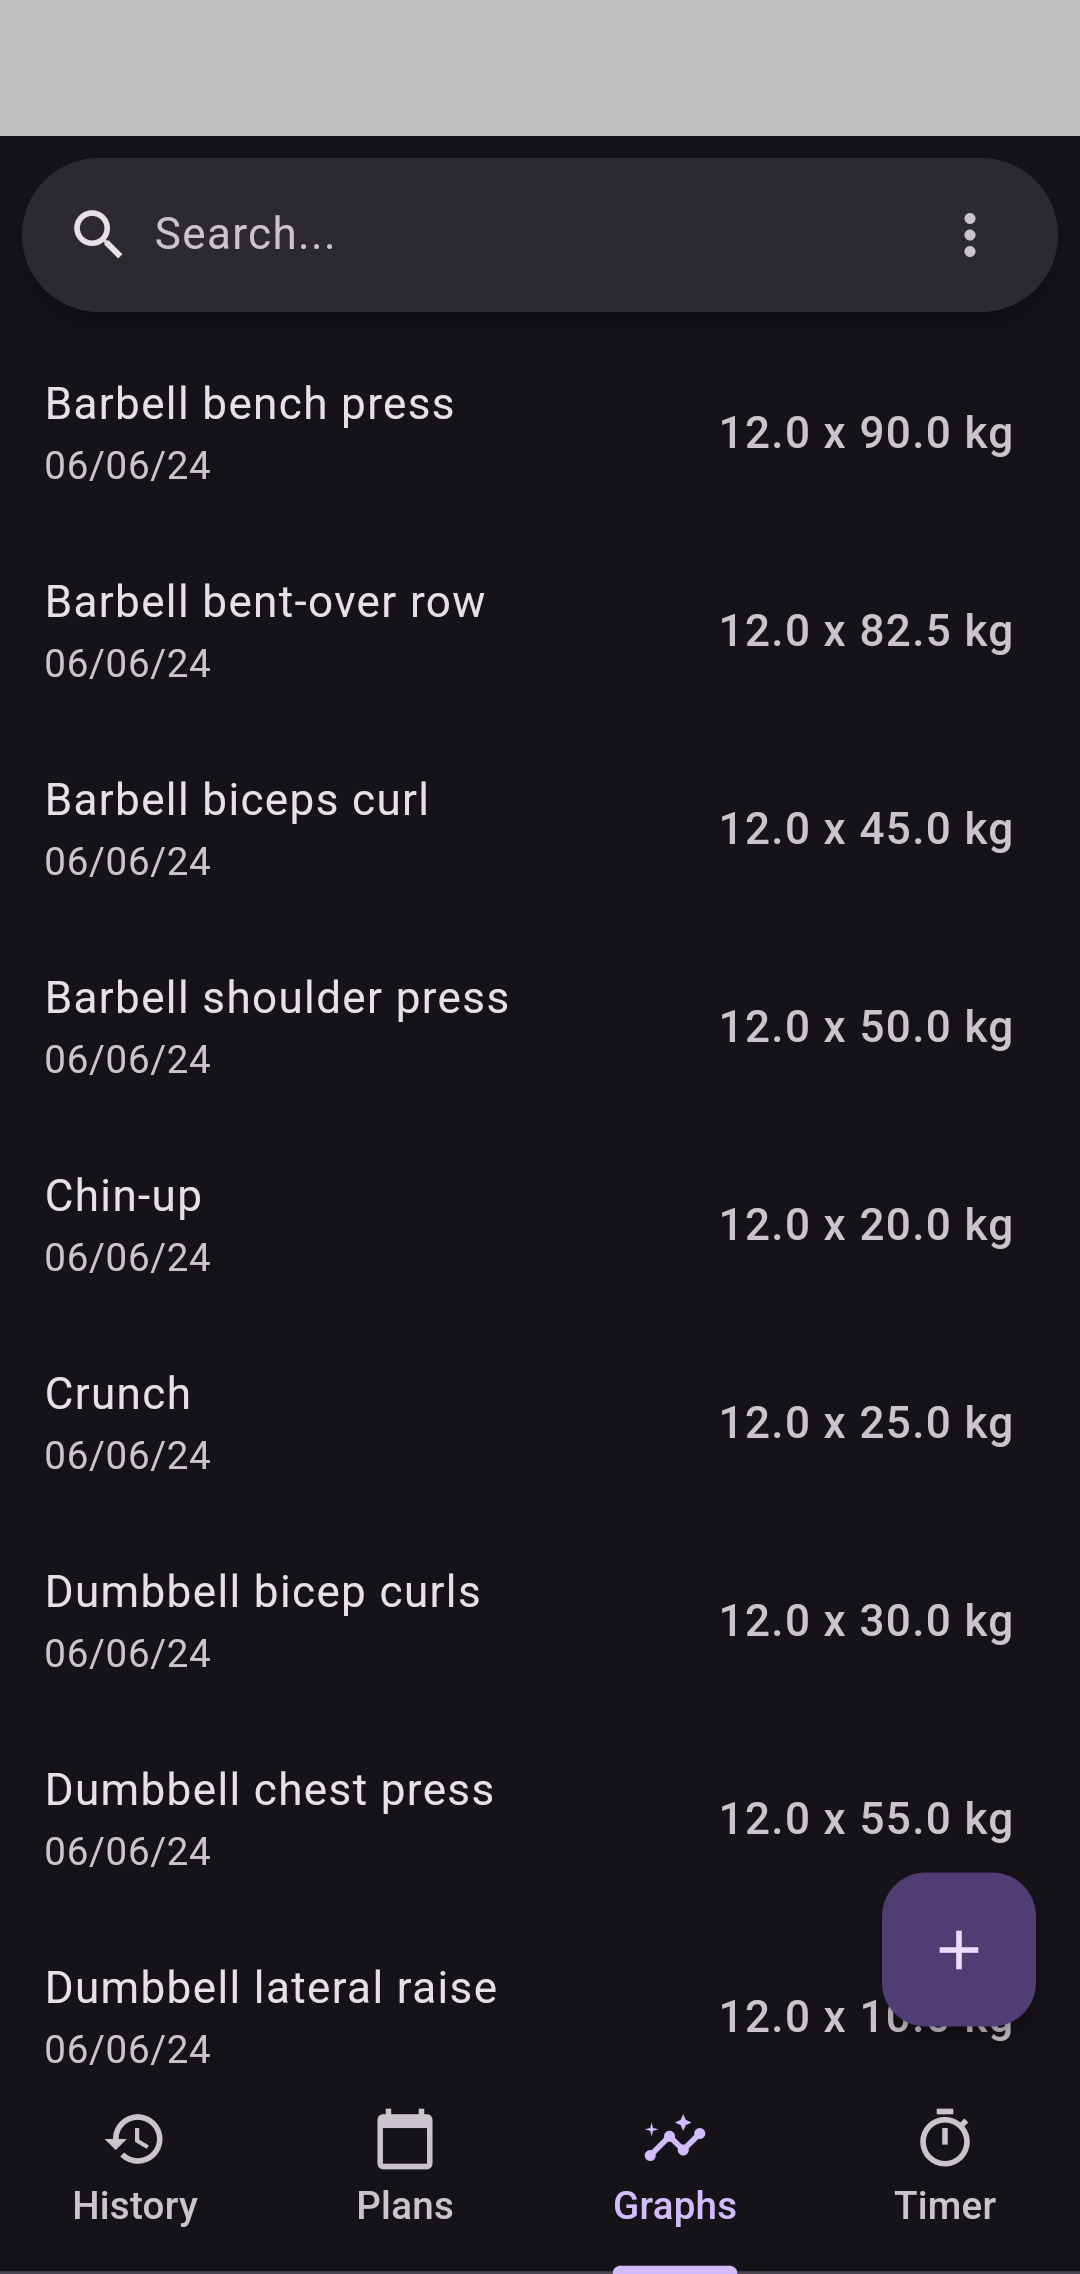 Search...
Barbell bench press
06/06/24
12.0 x 90.0 kg
Barbell bent-over row
06/06/24
12.0 x 82.5 kg
Barbell biceps curl
06/06/24
12.0 x 45.0 kg
Barbell shoulder press
06/06/24
12.0 x 50.0 kg
Chin-up
06/06/24
12.0 x 20.0 kg
Crunch
06/06/24
12.0 x 25.0 kg
Dumbbell bicep curls
06/06/24
12.0 x 30.0 kg
Dumbbell chest press
06/06/24
12.0 x 55.0 kg
Dumbbell lateral raise
06/06/24
12.0 x kg
History
Plans
Graphs
Timer